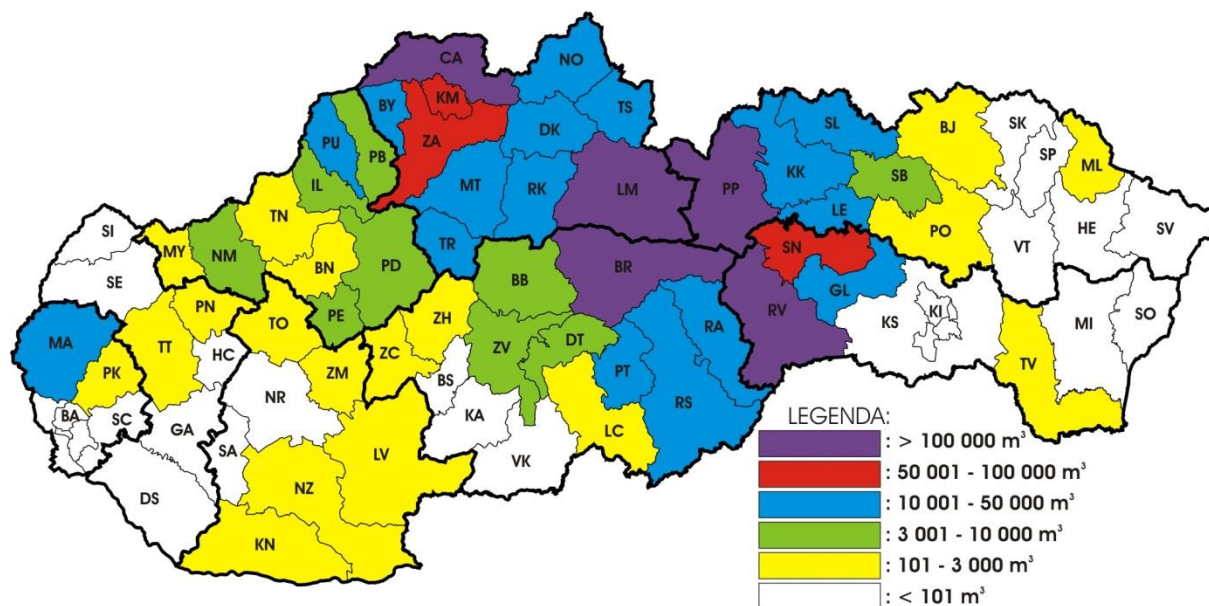 CA
NO
KM
BY
TS
PU
PB
ZA
DK
IL
MT
RK
LM
PP
SL
KK
LE
SB
BJ
SK
SP
ML
PO
VT
HE
SV
TN
SI
MY
NM
SE
BN
PD
TR
BB
BR
SN
GL
RV
KS
KI
MI
SO
TV
PE
MA
PN
TO
ZH
ZC
ZV
DT
RA
TT
HC
PK
ZM
BS
PT
RS
BA
SC
GA
NR
SA
KA
LC
VK
LV
DS
NZ
KN
LEGENDA:
: > 100 000 m³
: 50 001 - 100 000 m³
: 10 001 - 50 000 m³
: 3 001 - 10 000 m³
: 101 - 3 000 m³
: < 101 m³